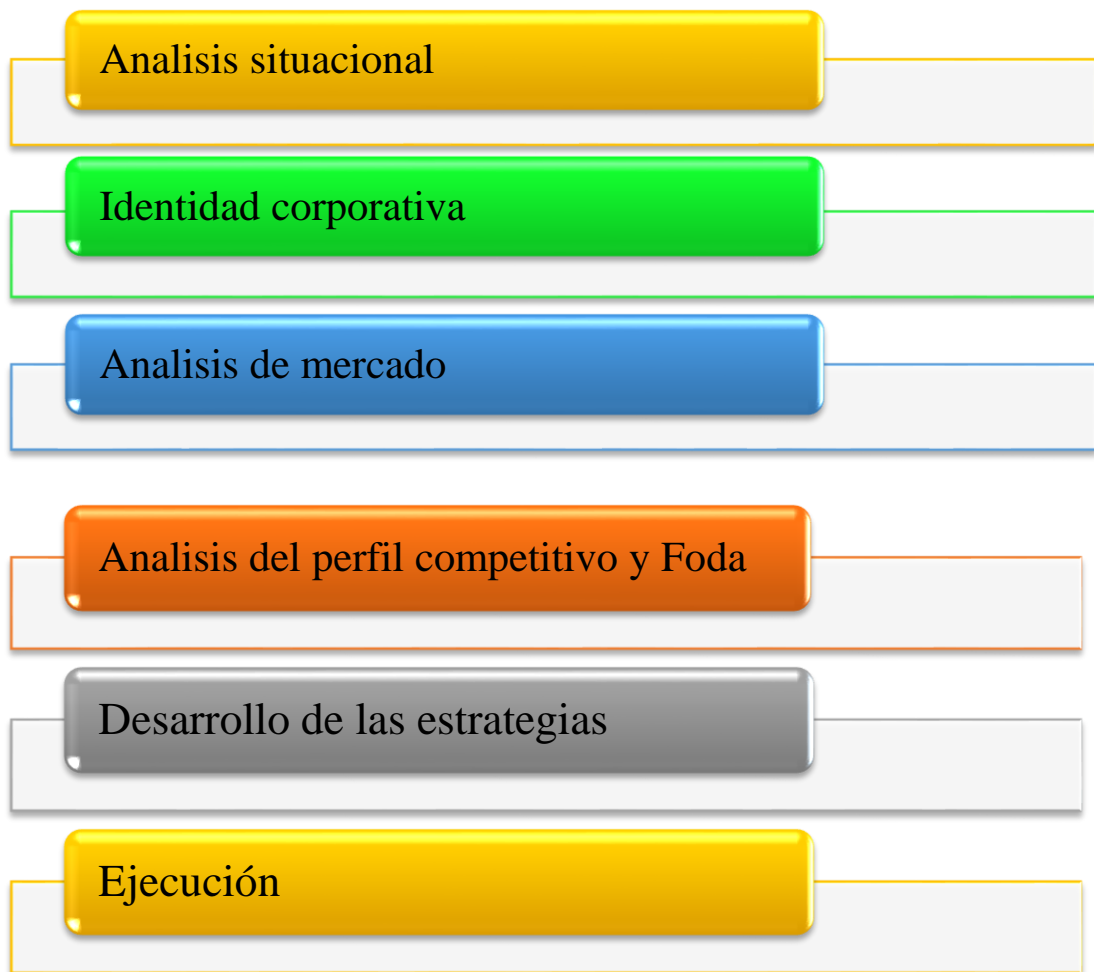 Analisis situacional
Identidad corporativa
Analisis de mercado
Analisis del perfil competitivo y Foda
Desarrollo de las estrategias
Ejecución